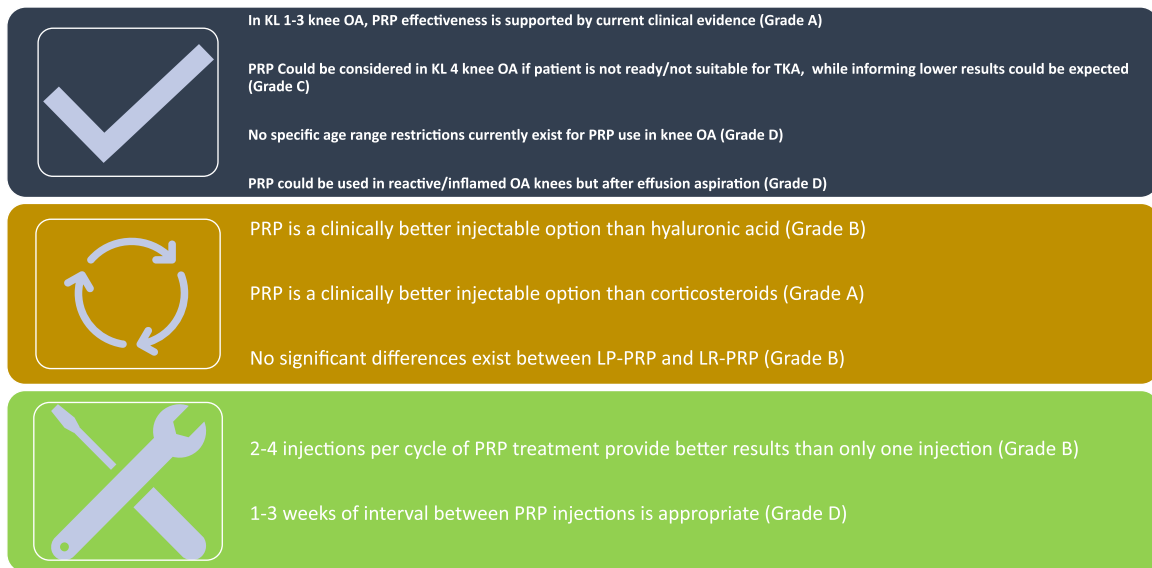 In KL 1-3 knee OA, PRP effectiveness is supported by current clinical evidence (Grade A)
PRP Could be considered in KL 4 knee OA if patient is not ready/not suitable for TKA, while informing lower results could be expected
(Grade C)
No specific age range restrictions currently exist for PRP use in knee OA (Grade D)
PRP could be used in reactive/inflamed OA knees but after effusion aspiration (Grade D)
PRP is a clinically better injectable option than hyaluronic acid (Grade B)
PRP is a clinically better injectable option than corticosteroids (Grade A)
No significant differences exist between LP-PRP and LR-PRP (Grade B)
2-4 injections per cycle of PRP treatment provide better results than only one injection (Grade B)
1-3 weeks of interval between PRP injections is appropriate (Grade D)